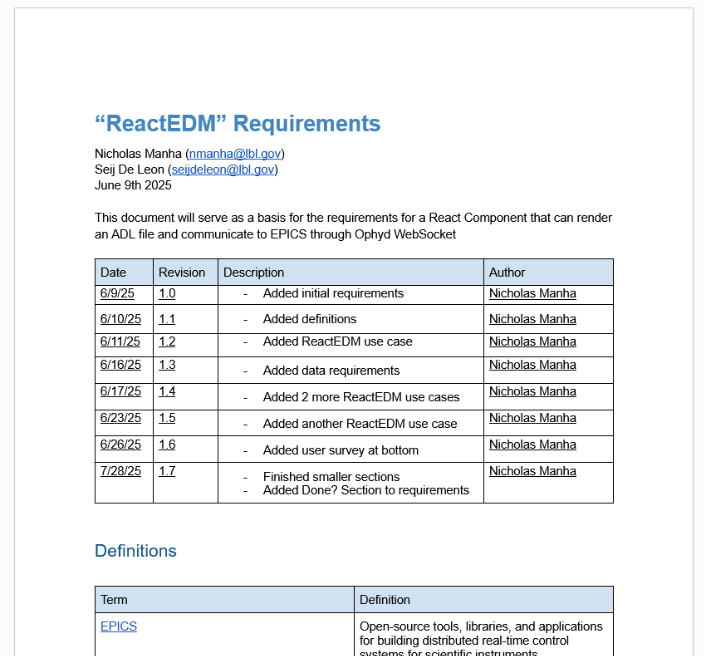 “ReactEDM” Requirements
Nicholas Manha (nmanha@lbl.gov)
Seij De Leon (seijdeleon@lbl.gov)
June 9th 2025
This document will serve as a basis for the requirements for a React Component that can render
an ADL file and communicate to EPICS through Ophyd WebSocket
Date Revision Description Author
6/9/25 1.0 - Added initial requirements Nicholas Manha
6/10/25 1.1 - Added definitions Nicholas Manha
6/11/25 1.2 - Added ReactEDM use case Nicholas Manha
6/16/25 1.3 - Added data requirements Nicholas Manha
6/17/25 1.4 - Added 2 more ReactEDM use cases Nicholas Manha
6/23/25 1.5 - Added another ReactEDM use case Nicholas Manha
6/26/25 1.6 - Added user survey at bottom Nicholas Manha
7/28/25 1.7 - Finished smaller sections Nicholas Manha
- Added Done? Section to requirements
Definitions
Term Definition
EPICS Open-source tools, libraries, and applications
for building distributed real-time control
systems for scientific instruments